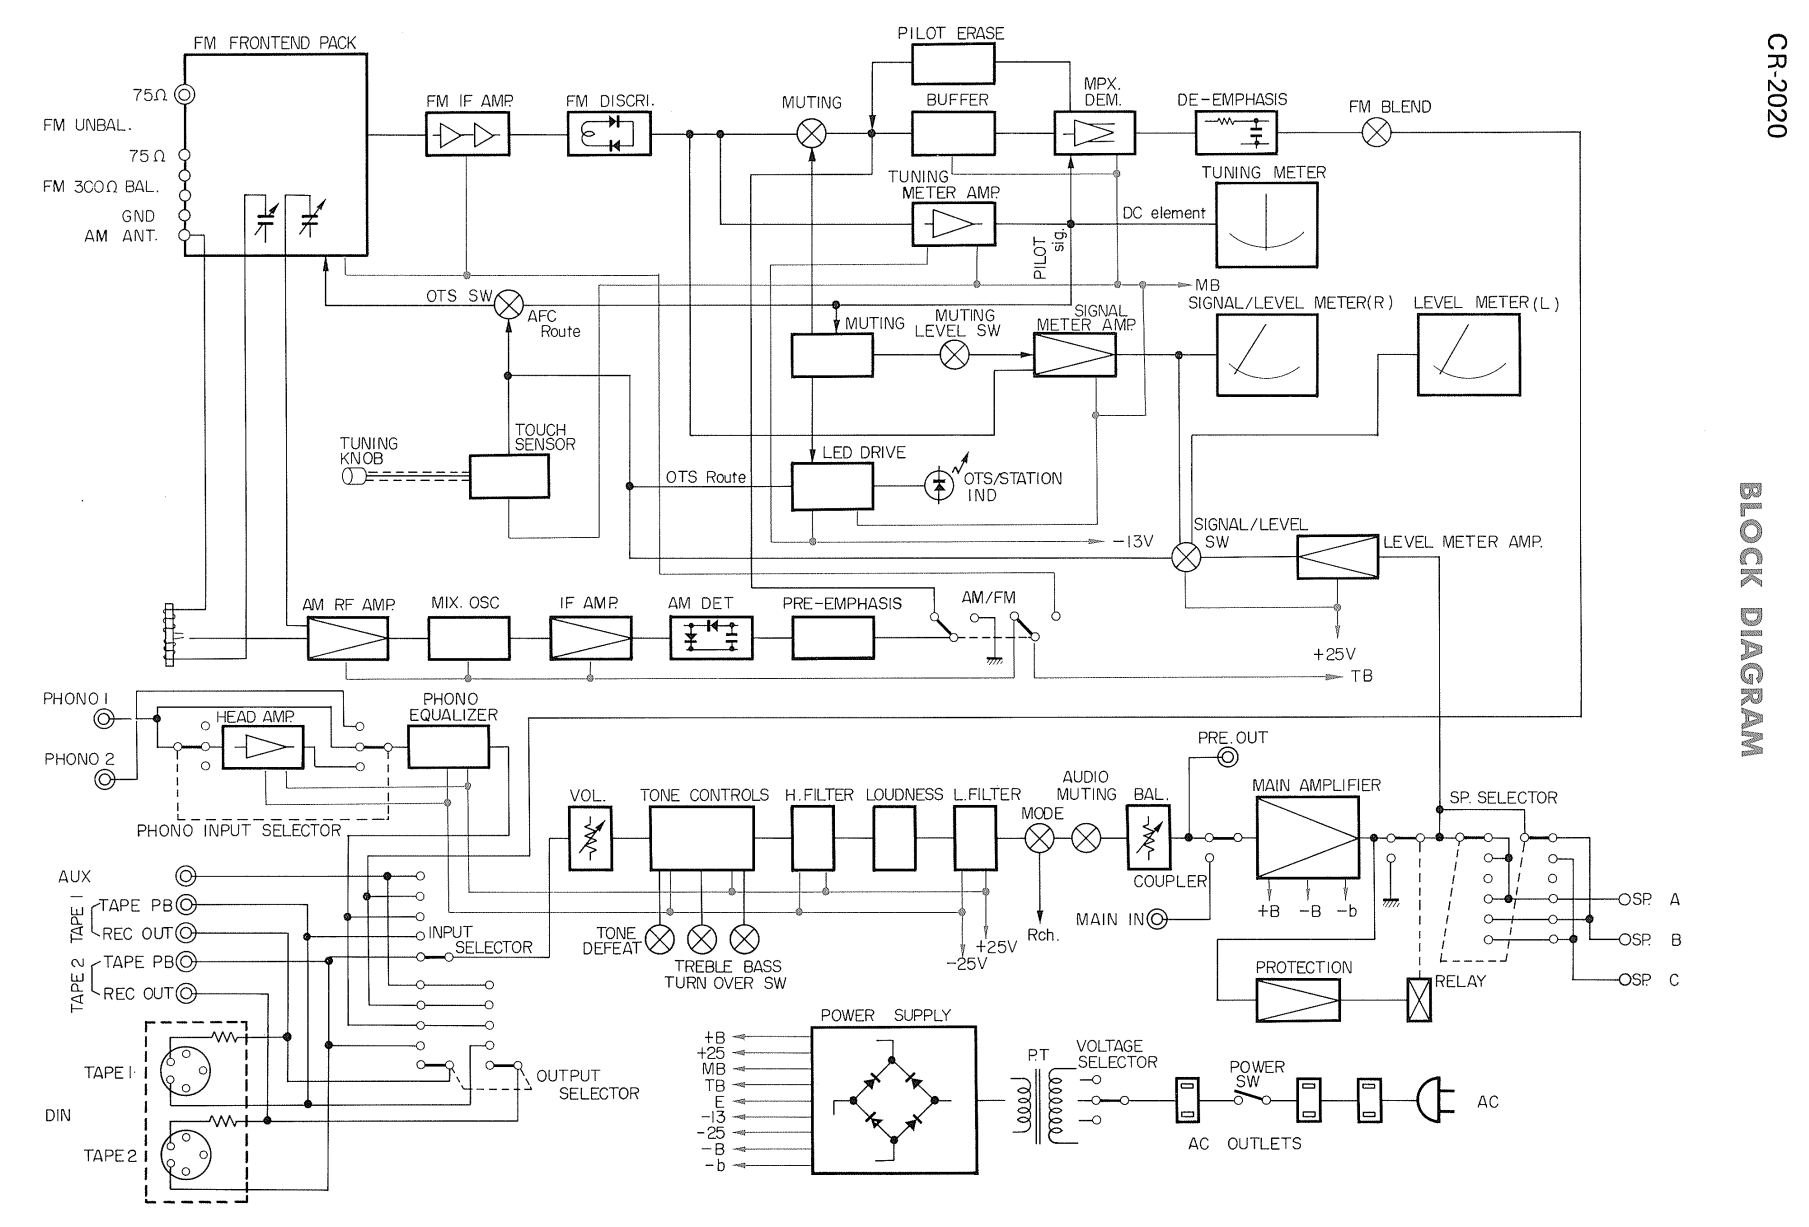 CR-2020
BLOCK DIAGRAM
FM FRONTEND PACK
75Ω
FM UNBAL.
75Ω
FM 300Ω BAL.
GND
AM ANT.
FM IF AMP.
FM DISCRI.
MUTING
PILOT ERASE
BUFFER
MPX.
DEM.
DE-EMPHASIS
FM BLEND
TUNING
METER AMP.
PILOT
sig.
DC element
TUNING METER
MB
OTS SW
AFC
Route
MUTING
MUTING
LEVEL SW
SIGNAL
METER AMP.
SIGNAL/LEVEL METER(R)
LEVEL METER(L)
TUNING
KNOB
TOUCH
SENSOR
OTS Route
LED DRIVE
OTS/STATION
IND
-13V
SIGNAL/LEVEL
SW
LEVEL METER AMP.
+25V
AM RF AMP.
MIX. OSC
IF AMP.
AM DET
PRE-EMPHASIS
AM/FM
TB
PHONO 1
PHONO 2
HEAD AMP.
PHONO
EQUALIZER
PHONO INPUT SELECTOR
AUX
TAPE 1
TAPE PB
REC OUT
TAPE 2
TAPE PB
REC OUT
INPUT
SELECTOR
VOL.
TONE CONTROLS
H.FILTER
LOUDNESS
L.FILTER
MODE
AUDIO
MUTING
BAL.
PRE.OUT
MAIN AMPLIFIER
SP. SELECTOR
COUPLER
MAIN IN
Rch.
+B
-B
-b
TONE
DEFEAT
TREBLE BASS
TURN OVER SW
+25V
-25V
PROTECTION
RELAY
SP. A
SP. B
SP. C
DIN
TAPE 1
TAPE 2
OUTPUT
SELECTOR
POWER SUPPLY
+B
+25
MB
TB
E
-13
-25
-B
-b
P.T
VOLTAGE
SELECTOR
POWER
SW
AC OUTLETS
AC